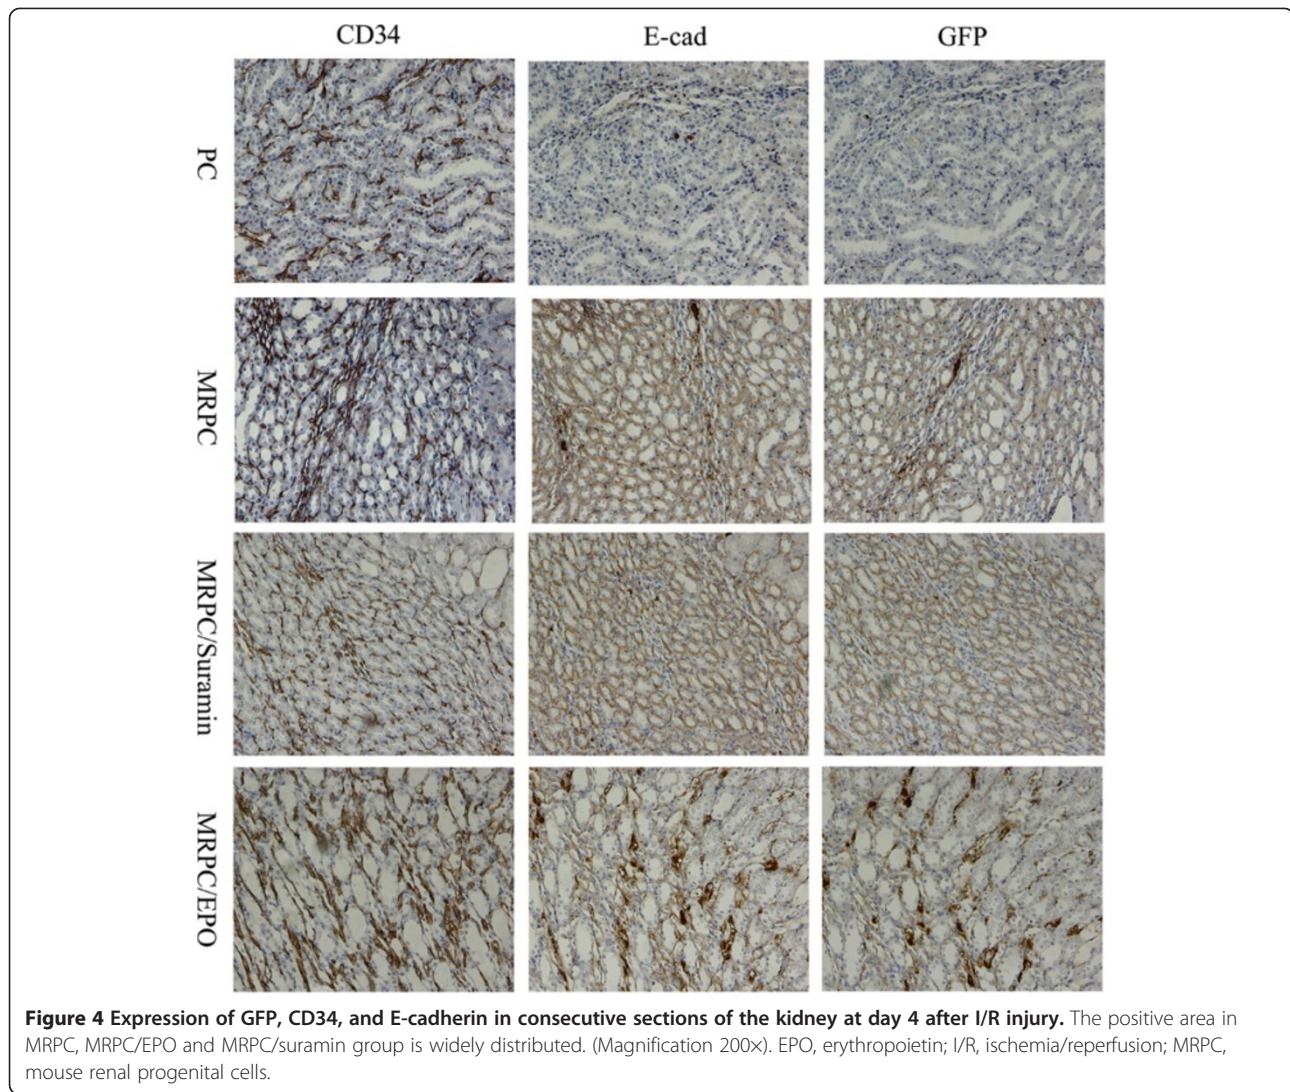 CD34 E-cad GFP
PC
MRPC
MRPC/Suramin
MRPC/EPO
Figure 4 Expression of GFP, CD34, and E-cadherin in consecutive sections of the kidney at day 4 after I/R injury. The positive area in
MRPC, MRPC/EPO and MRPC/suramin group is widely distributed. (Magnification 200×). EPO, erythropoietin; I/R, ischemia/reperfusion; MRPC,
mouse renal progenital cells.